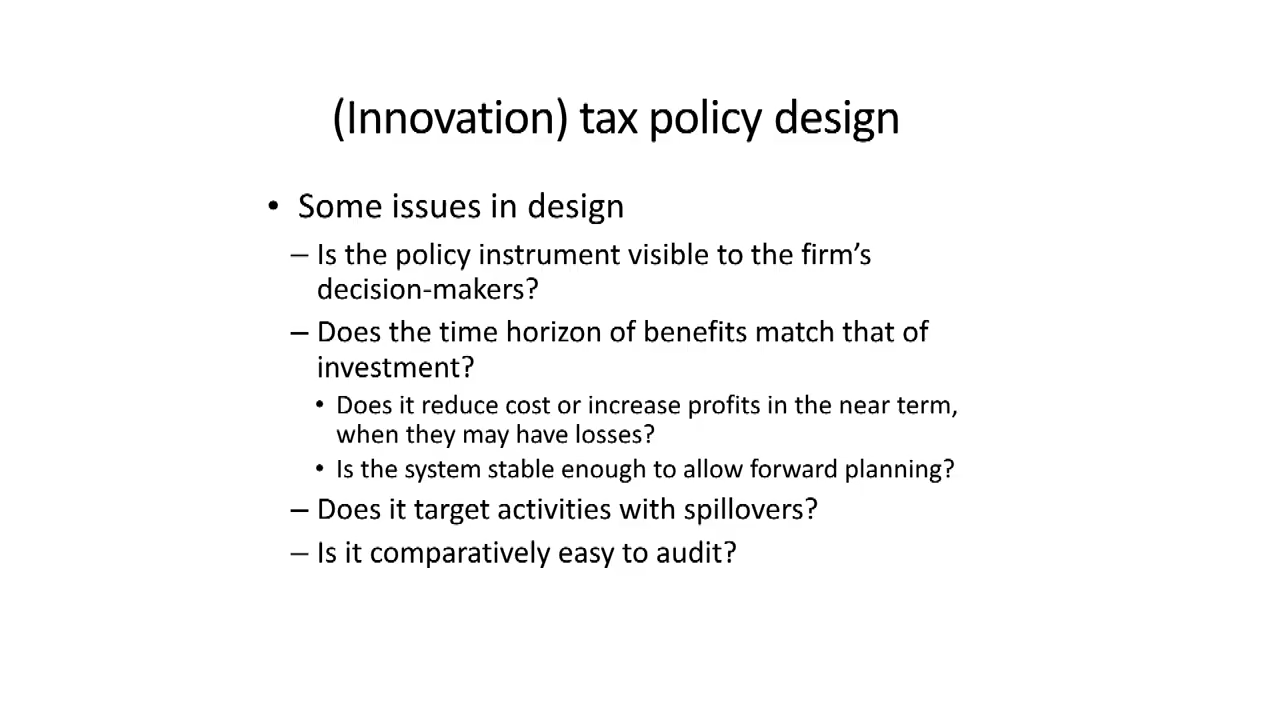 (Innovation) tax policy design
• Some issues in design
– Is the policy instrument visible to the firm’s
decision-makers?
– Does the time horizon of benefits match that of
investment?
• Does it reduce cost or increase profits in the near term,
when they may have losses?
• Is the system stable enough to allow forward planning?
– Does it target activities with spillovers?
– Is it comparatively easy to audit?